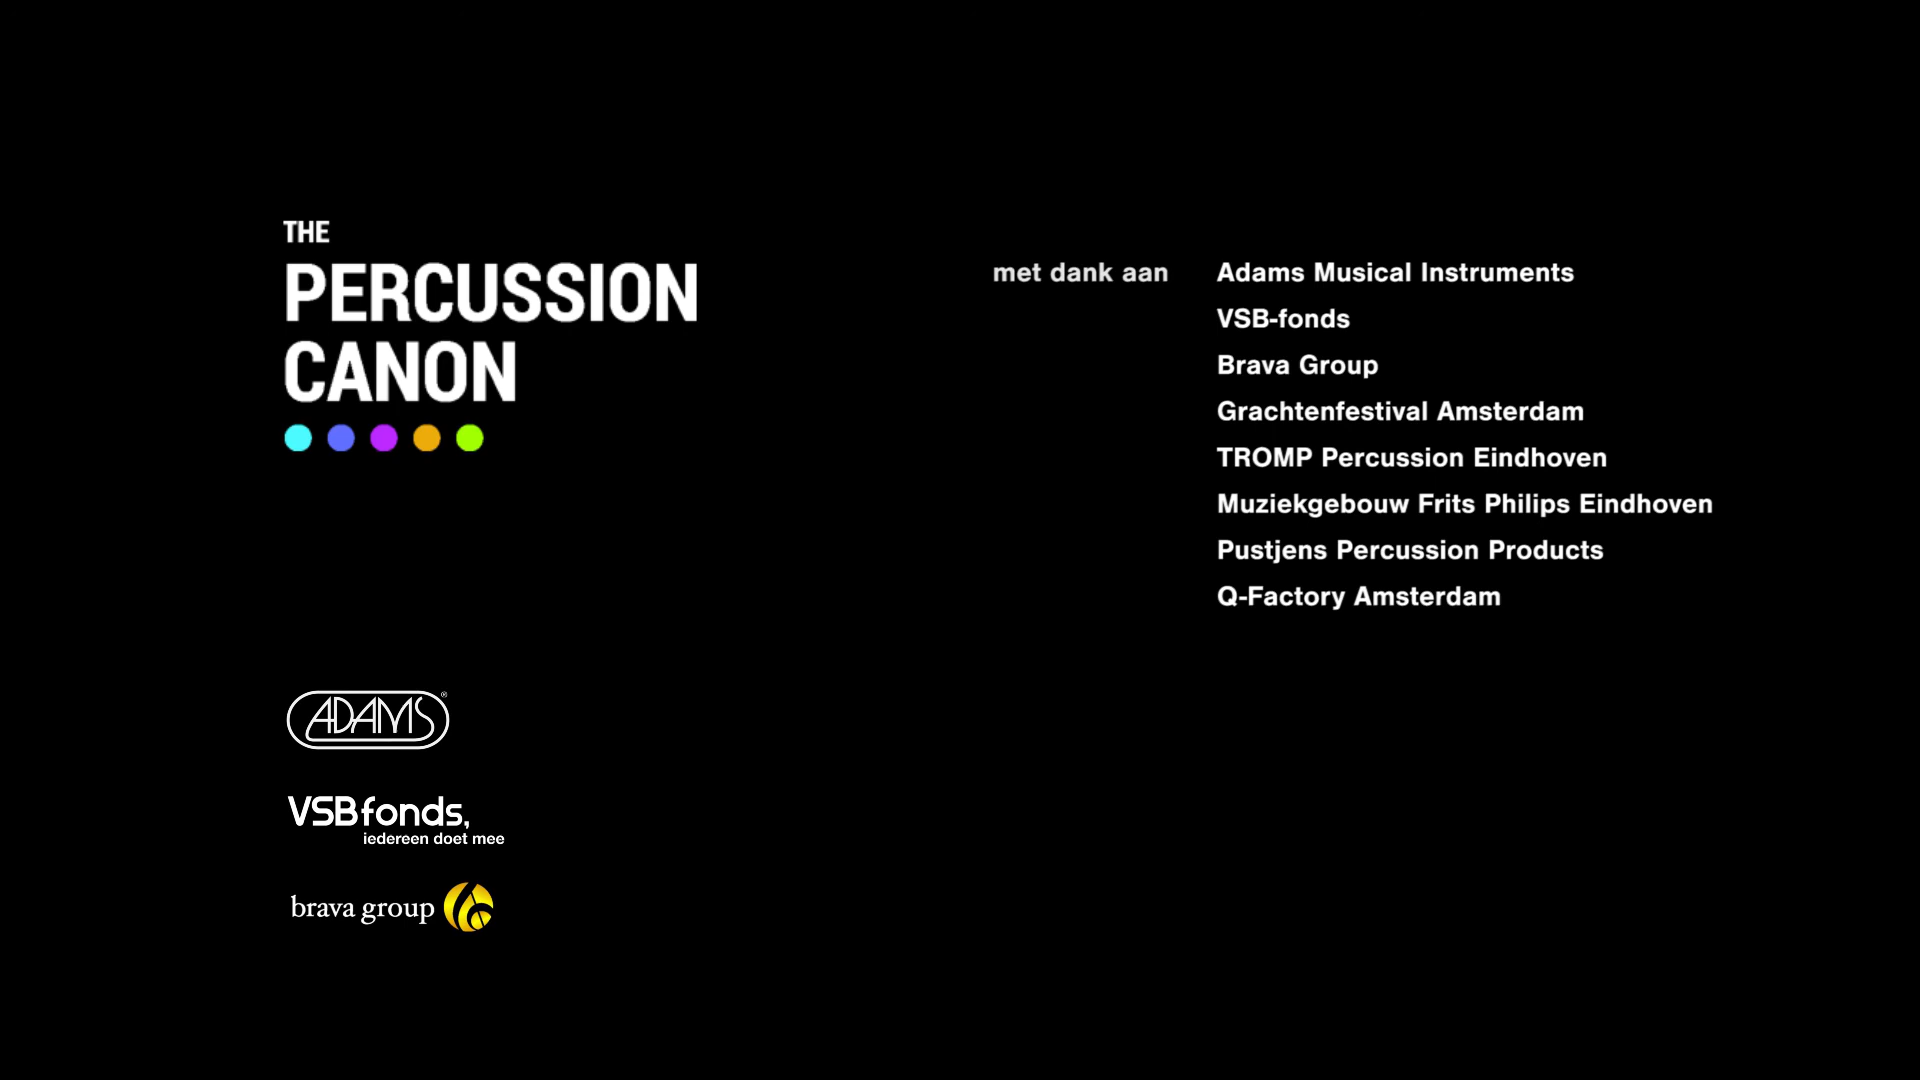 THE
PERCUSSION
CANON
met dank aan
Adams Musical Instruments
VSB-fonds
Brava Group
Grachtenfestival Amsterdam
TROMP Percussion Eindhoven
Muziekgebouw Frits Philips Eindhoven
Pustjens Percussion Products
Q-Factory Amsterdam
ADAMS®
VSBfonds,
iedereen doet mee
brava group